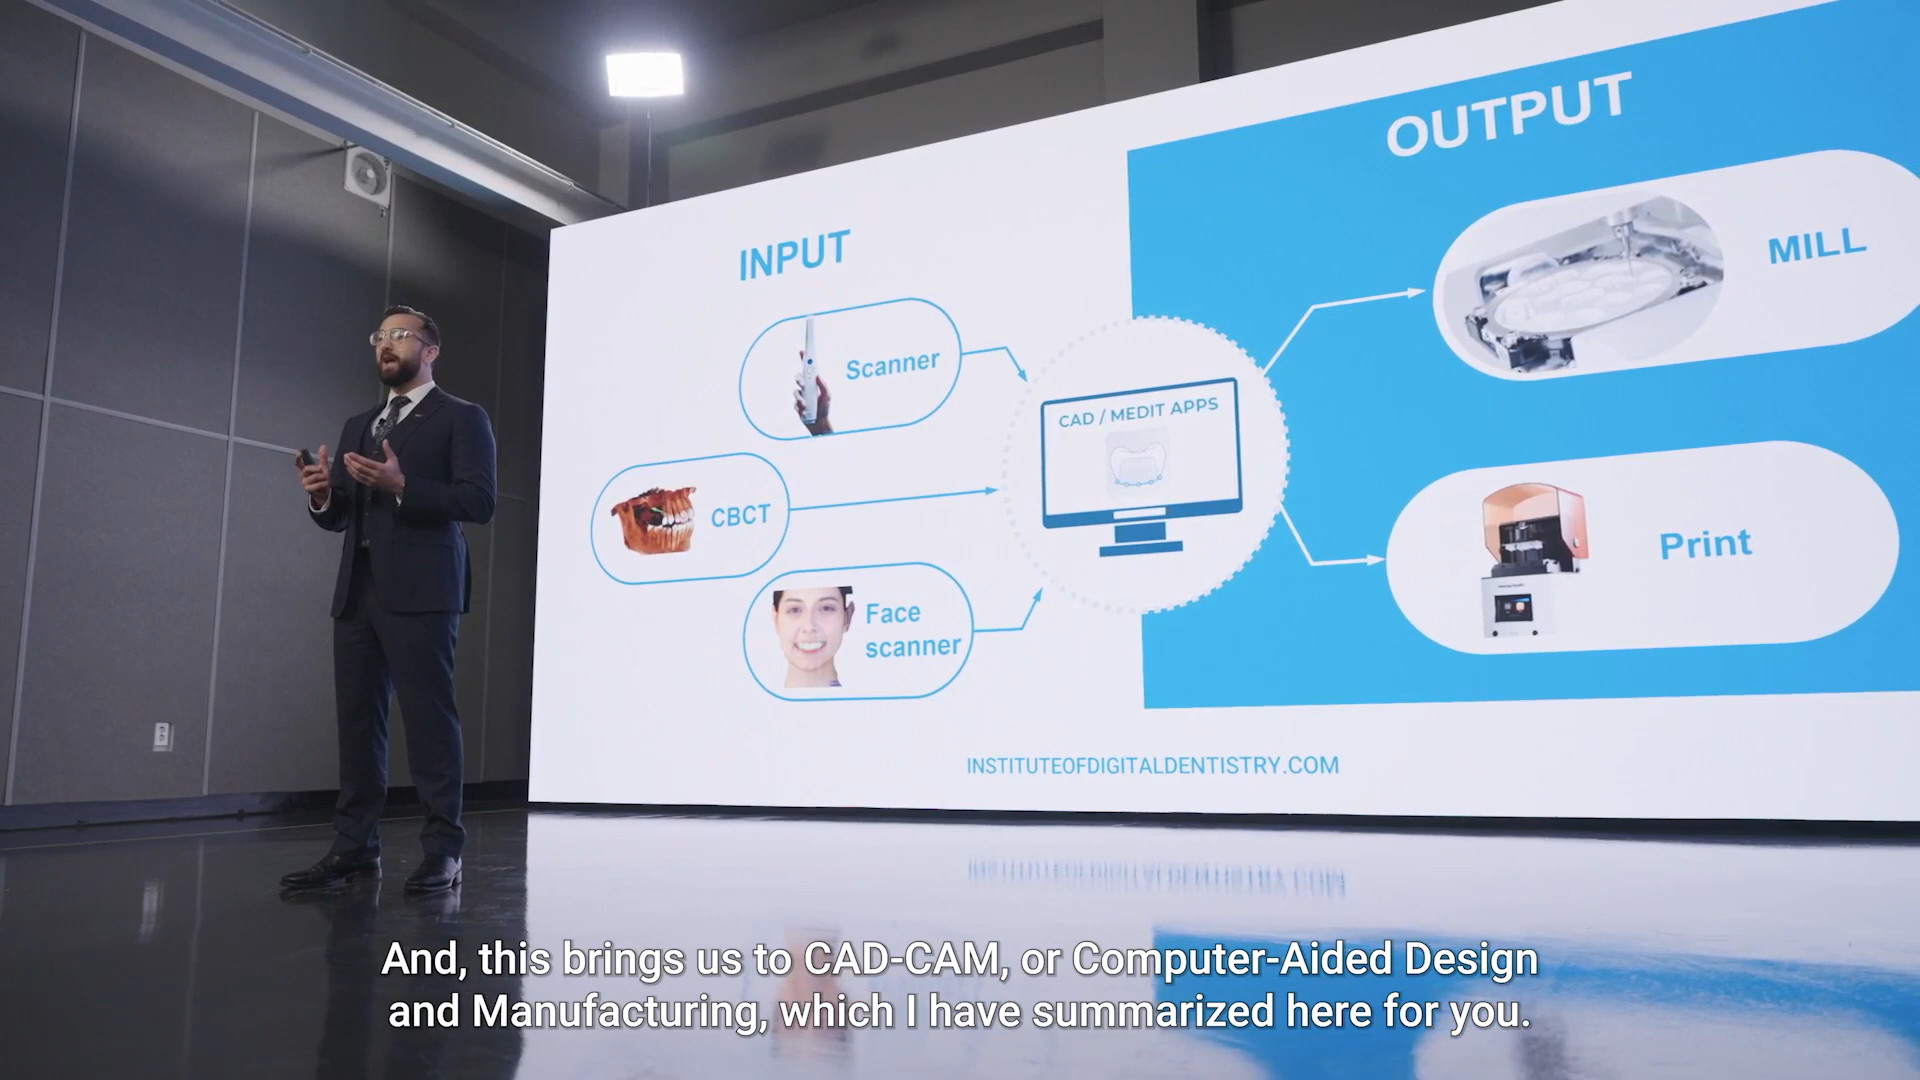 OUTPUT
INPUT
MILL
Scanner
CAD / MEDIT APPS
CBCT
Print
Face
scanner
INSTITUTEOFDIGITALDENTISTRY.COM
And, this brings us to CAD-CAM, or Computer-Aided Design
and Manufacturing, which I have summarized here for you.